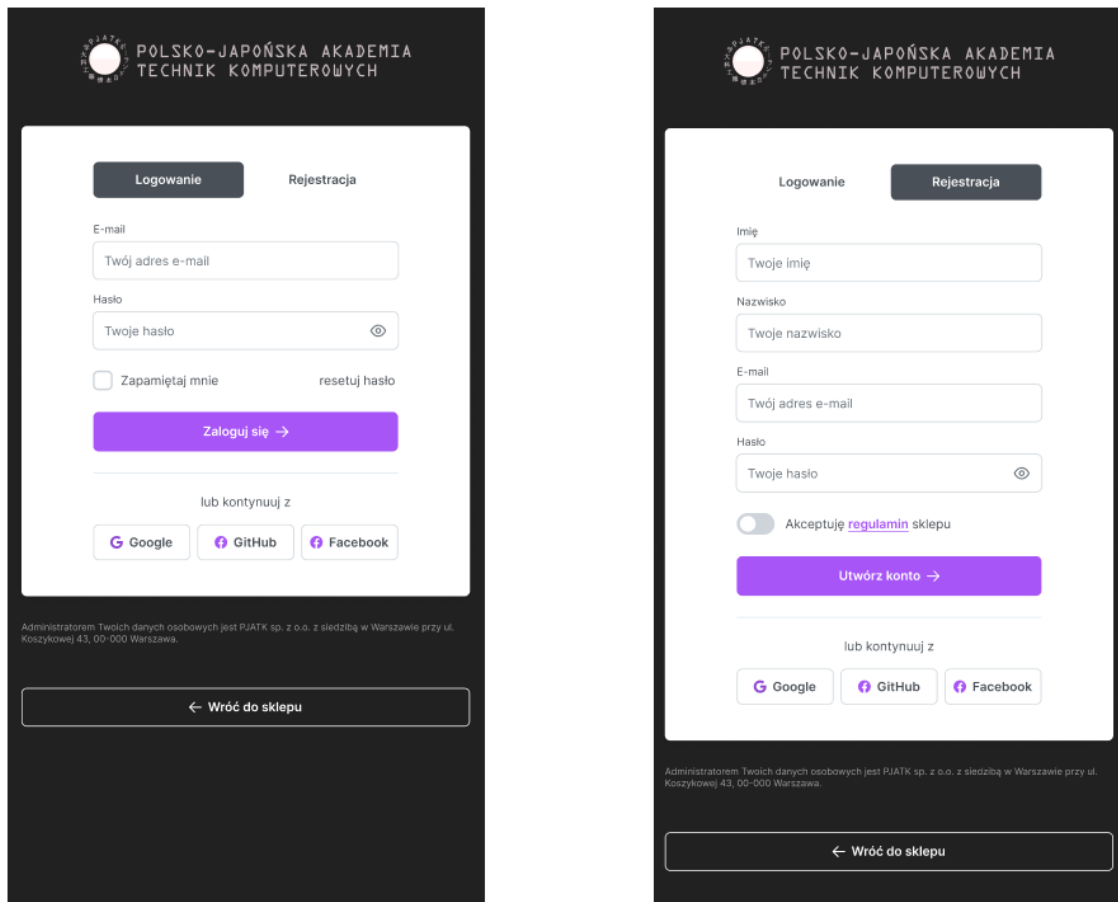 POLSKO-JAPOŃSKA AKADEMIA
TECHNIK KOMPUTEROWYCH
Logowanie
Rejestracja
E-mail
Twój adres e-mail
Hasło
Twoje hasło
Zapamiętaj mnie
resetuj hasło
Zaloguj się →
lub kontynuuj z
Google
GitHub
Facebook
Administratorem Twoich danych osobowych jest PJATK sp. z o.o. z siedzibą w Warszawie przy ul.
Koszykowej 43, 00-000 Warszawa.
← Wróć do sklepu
POLSKO-JAPOŃSKA AKADEMIA
TECHNIK KOMPUTEROWYCH
Logowanie
Rejestracja
Imię
Twoje imię
Nazwisko
Twoje nazwisko
E-mail
Twój adres e-mail
Hasło
Twoje hasło
Akceptuję regulamin sklepu
Utwórz konto →
lub kontynuuj z
Google
GitHub
Facebook
Administratorem Twoich danych osobowych jest PJATK sp. z o.o. z siedzibą w Warszawie przy ul.
Koszykowej 43, 00-000 Warszawa.
← Wróć do sklepu